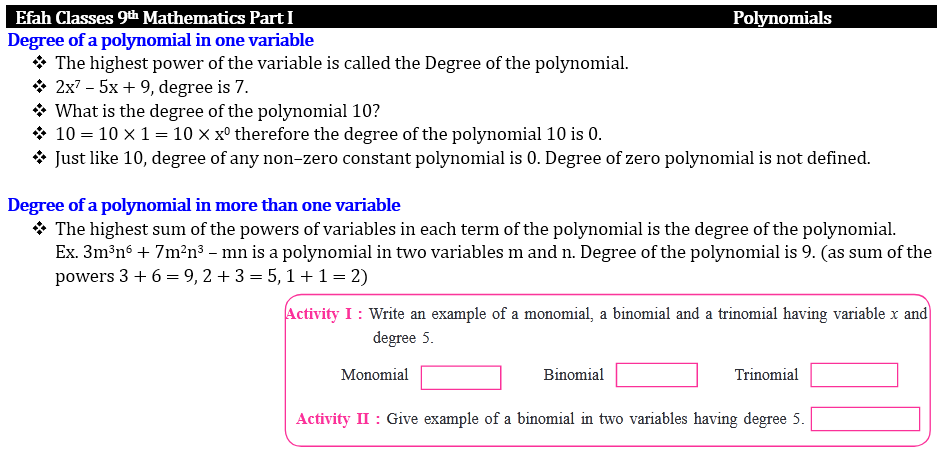 Efah Classes 9th Mathematics Part I Polynomials
Degree of a polynomial in one variable
❖ The highest power of the variable is called the Degree of the polynomial.
❖ 2x⁷ – 5x + 9, degree is 7.
❖ What is the degree of the polynomial 10?
❖ 10 = 10 × 1 = 10 × x⁰ therefore the degree of the polynomial 10 is 0.
❖ Just like 10, degree of any non–zero constant polynomial is 0. Degree of zero polynomial is not defined.
Degree of a polynomial in more than one variable
❖ The highest sum of the powers of variables in each term of the polynomial is the degree of the polynomial.
Ex. 3m³n⁶ + 7m²n³ – mn is a polynomial in two variables m and n. Degree of the polynomial is 9. (as sum of the
powers 3 + 6 = 9, 2 + 3 = 5, 1 + 1 = 2)
Activity I : Write an example of a monomial, a binomial and a trinomial having variable x and
degree 5.
Monomial Binomial Trinomial
Activity II : Give example of a binomial in two variables having degree 5.